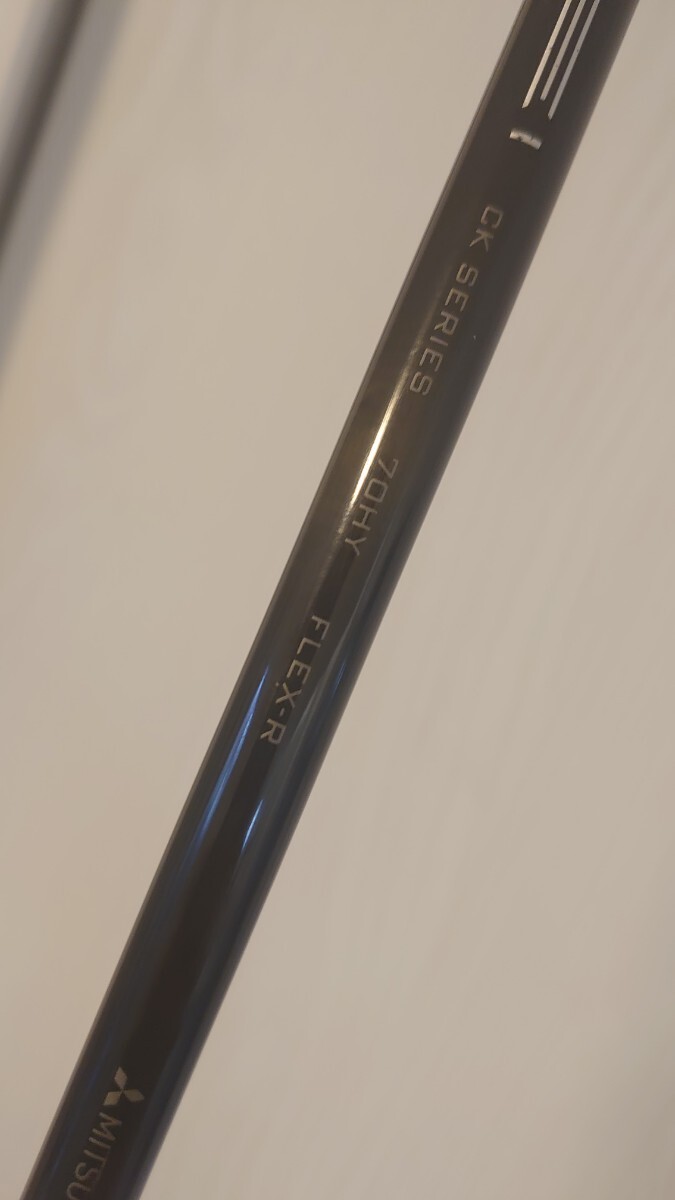 CK SERIES 70HY FLEX-R
MITSU